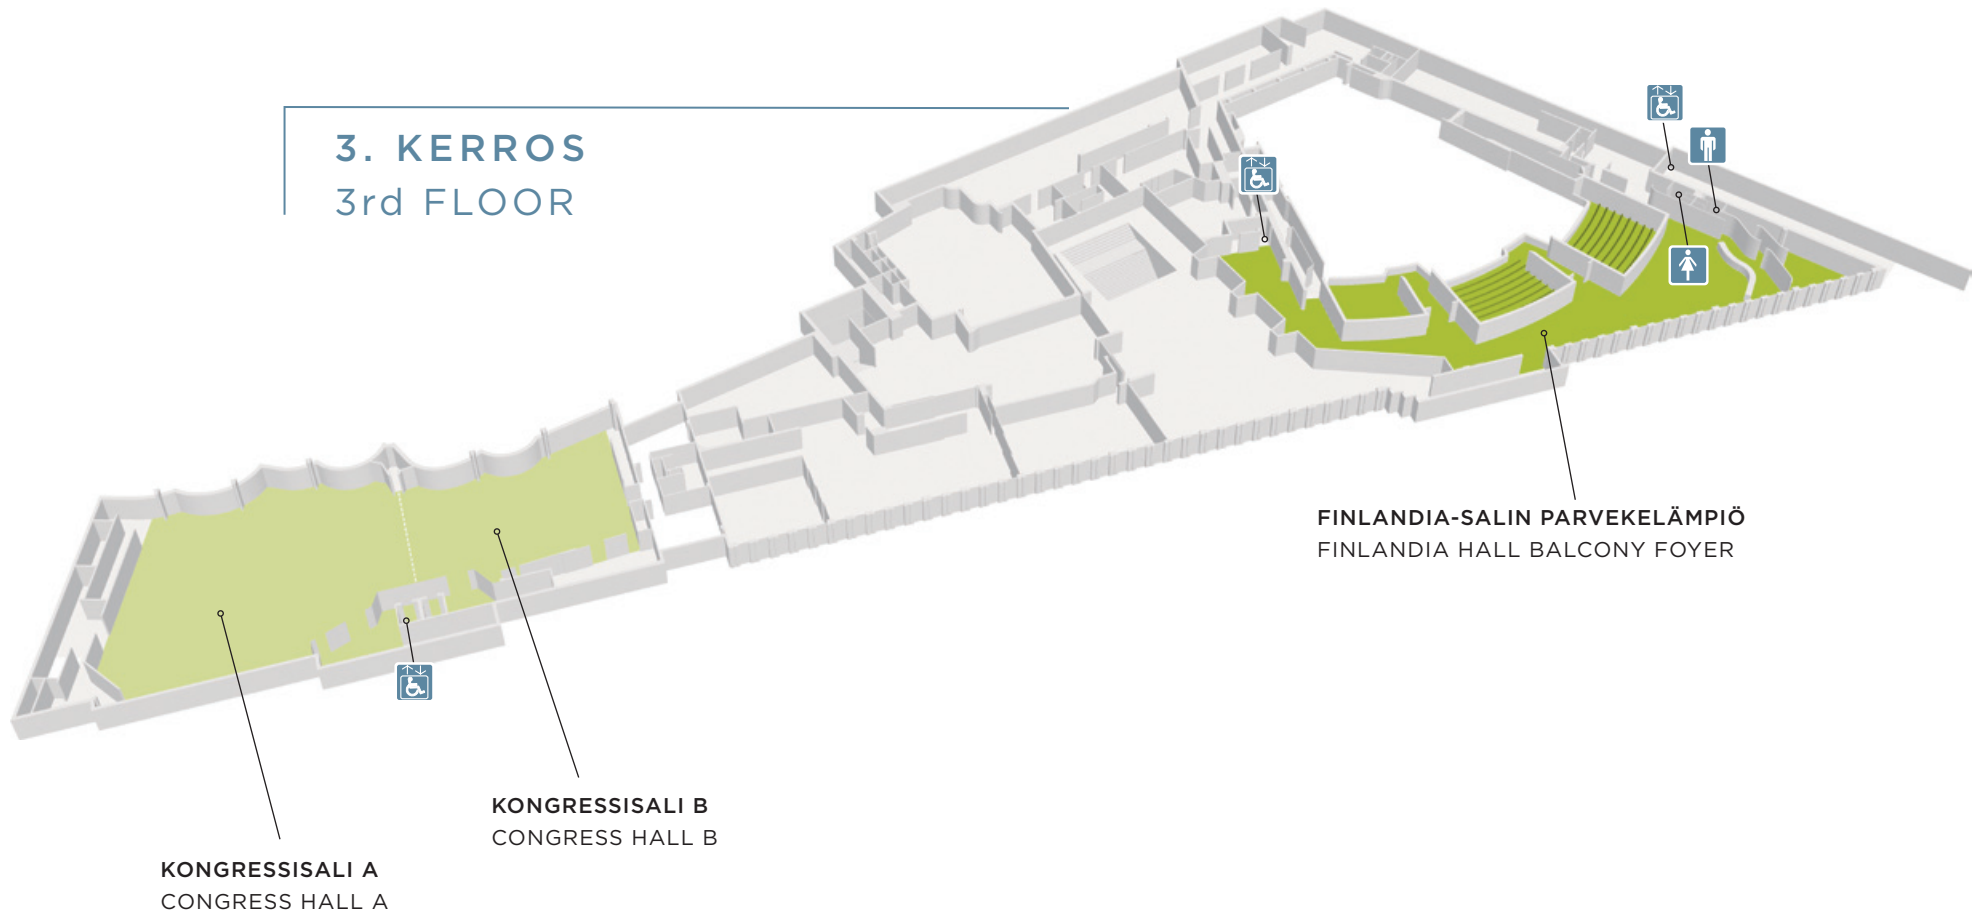 3. KERROS
3rd FLOOR
FINLANDIA-SALIN PARVEKELÄMPIÖ
FINLANDIA HALL BALCONY FOYER
KONGRESSISALI B
CONGRESS HALL B
KONGRESSISALI A
CONGRESS HALL A